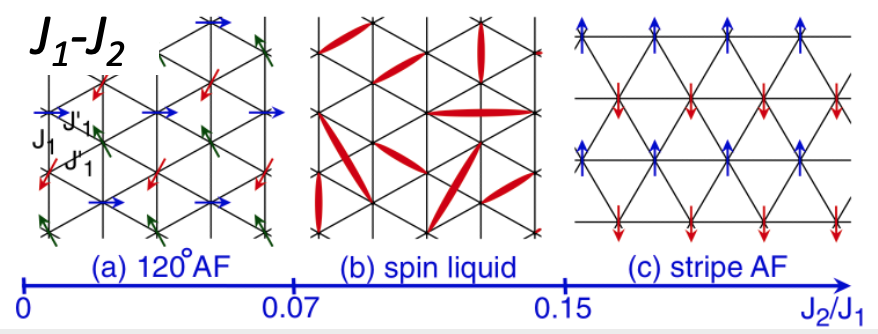 J1-J2
J'1
J1
J'1
(a) 120°AF
(b) spin liquid
(c) stripe AF
0
0.07
0.15
J2/J1